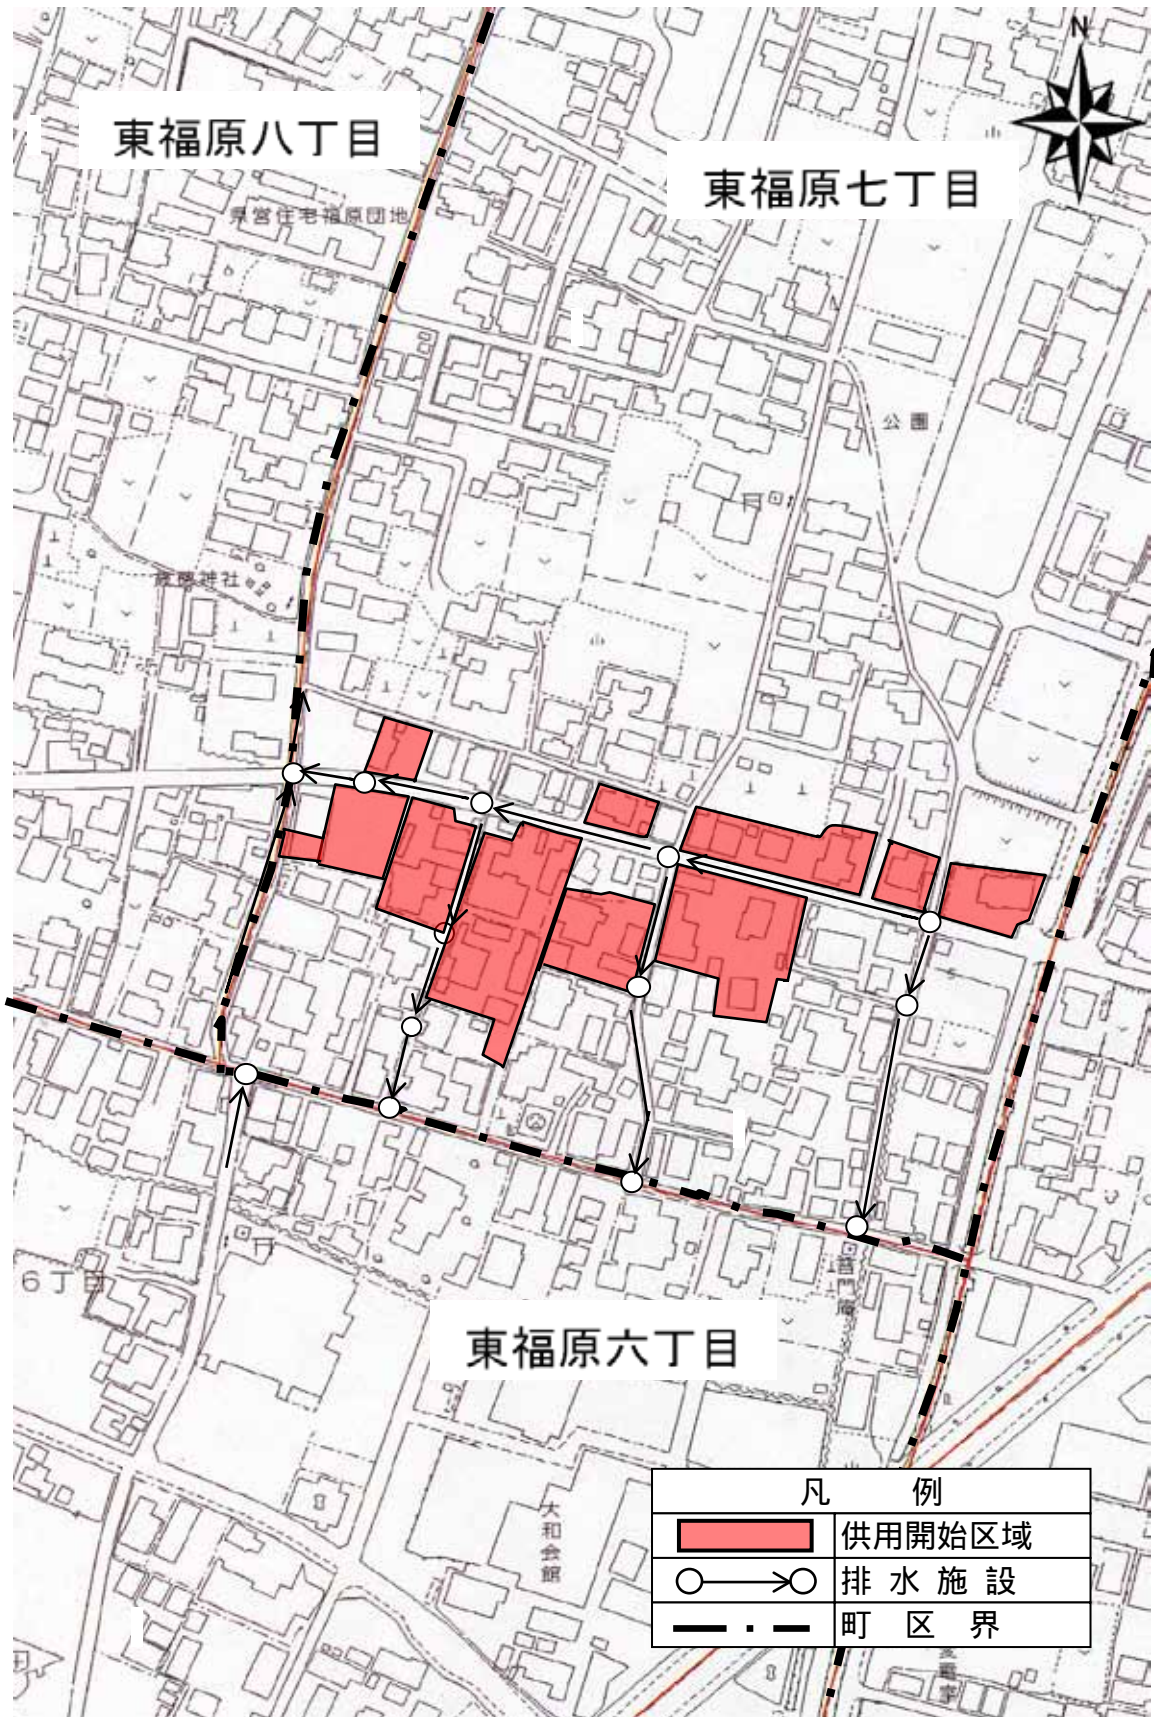 N
東福原八丁目
東福原七丁目
県営住宅福原団地
公園
神社
6丁目
東福原六丁目
大和会館
凡 例
供用開始区域
排水施設
町区界